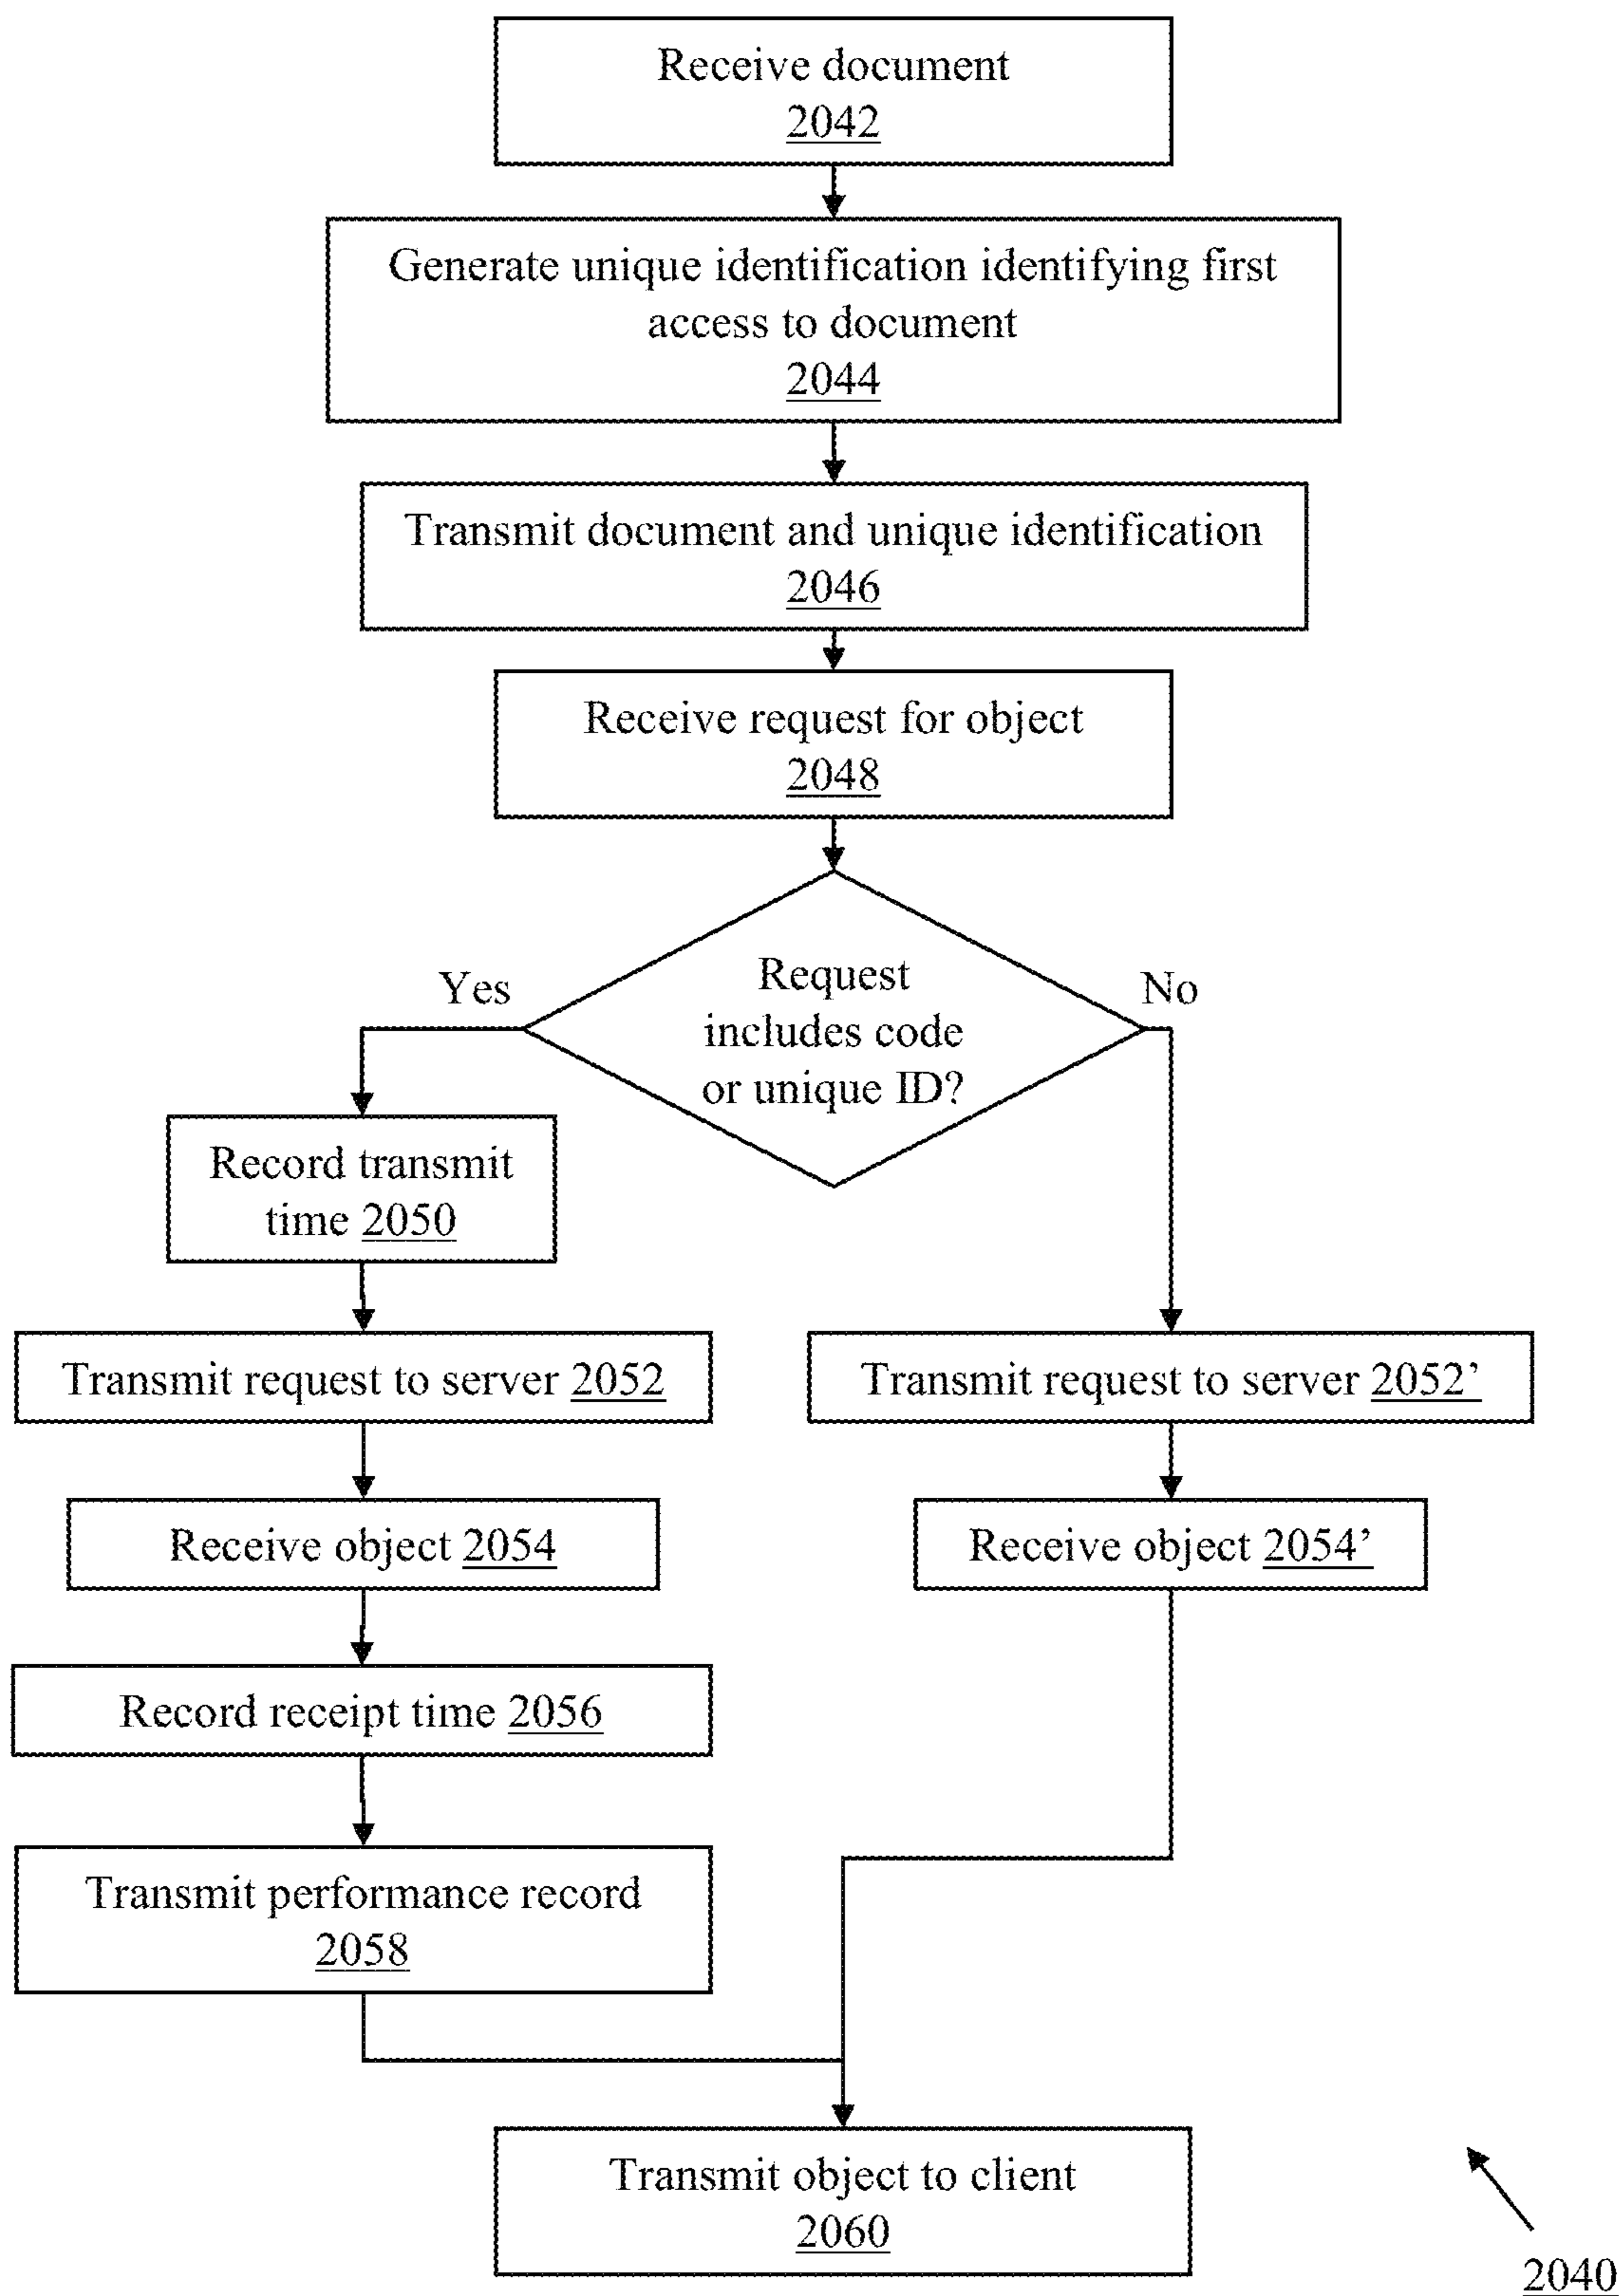 Receive document
2042
Generate unique identification identifying first
access to document
2044
Transmit document and unique identification
2046
Receive request for object
2048
Request
includes code
or unique ID?
Yes
No
Record transmit
time 2050
Transmit request to server 2052
Transmit request to server 2052’
Receive object 2054
Receive object 2054’
Record receipt time 2056
Transmit performance record
2058
Transmit object to client
2060
2040